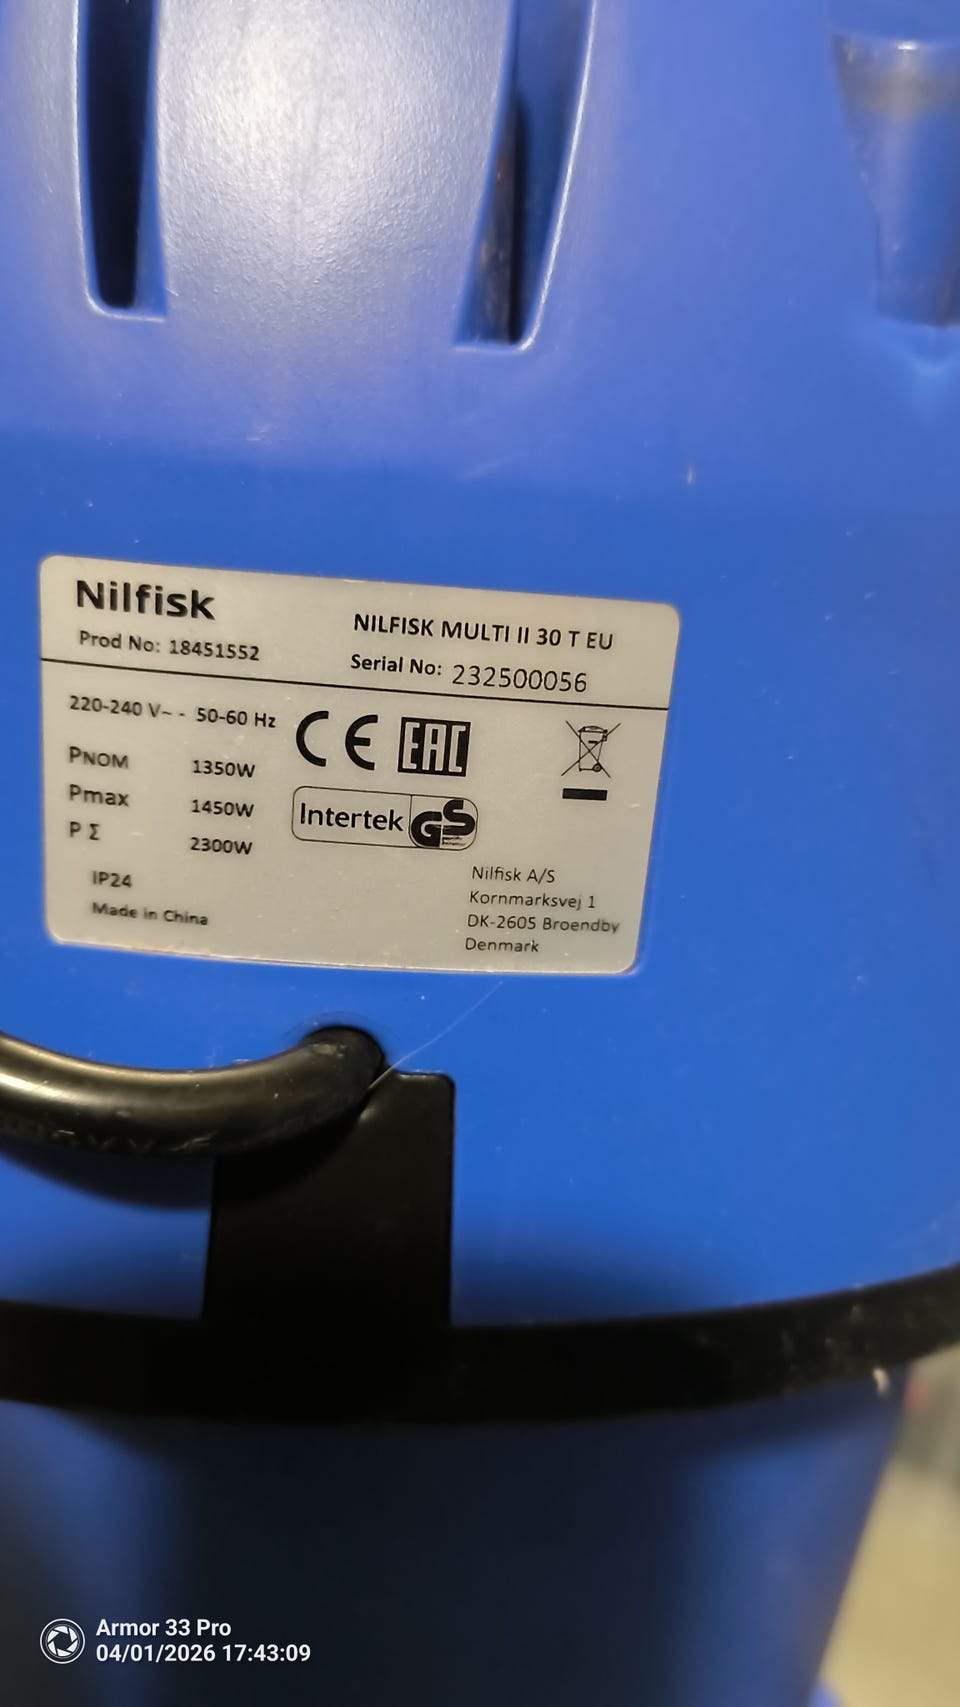 Nilfisk
NILFISK MULTI II 30 T EU
Prod No: 18451552
Serial No: 232500056
220-240 V~ - 50-60 Hz
PNOM 1350W
Pmax 1450W
P Σ 2300W
IP24
Made in China
CE EAC
Intertek GS
Nilfisk A/S
Kornmarksvej 1
DK-2605 Broendby
Denmark
Armor 33 Pro
04/01/2026 17:43:09